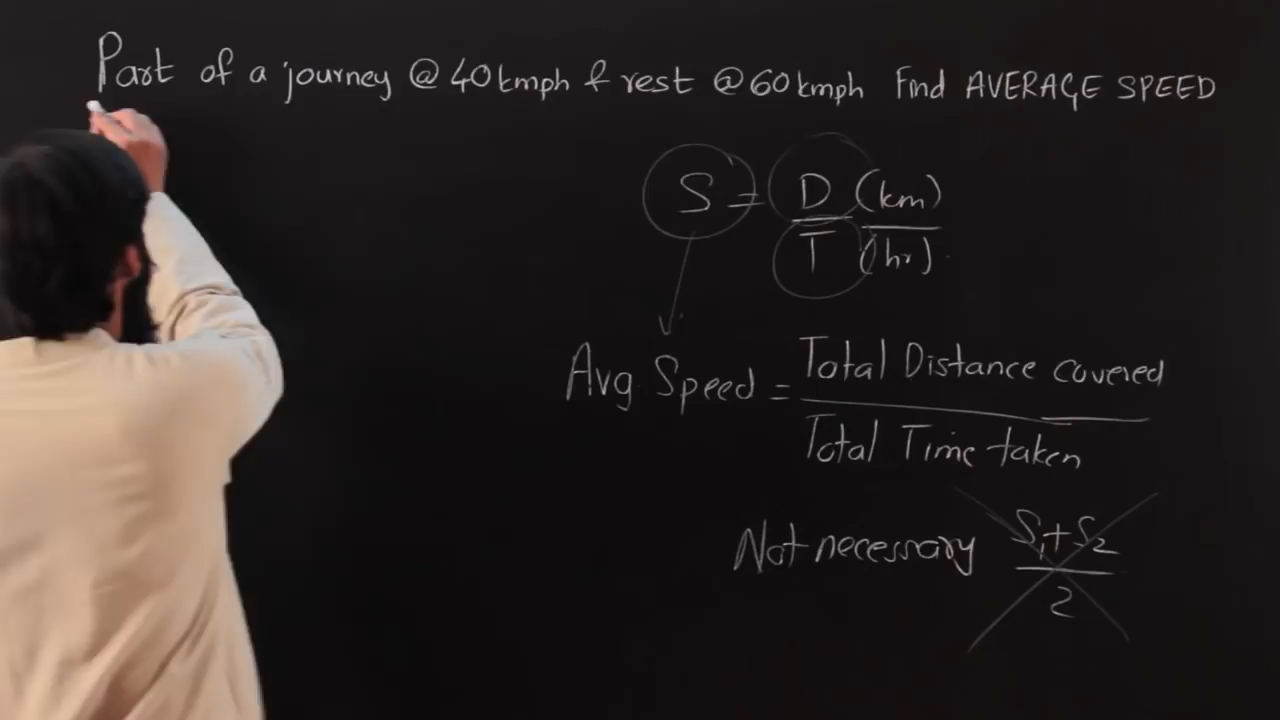 Part of a journey @ 40 kmph & rest @ 60 kmph Find AVERAGE SPEED
S = D (km)
T (hr)
Avg. Speed = Total Distance covered
Total Time taken
Not necessary S₁+S₂
2